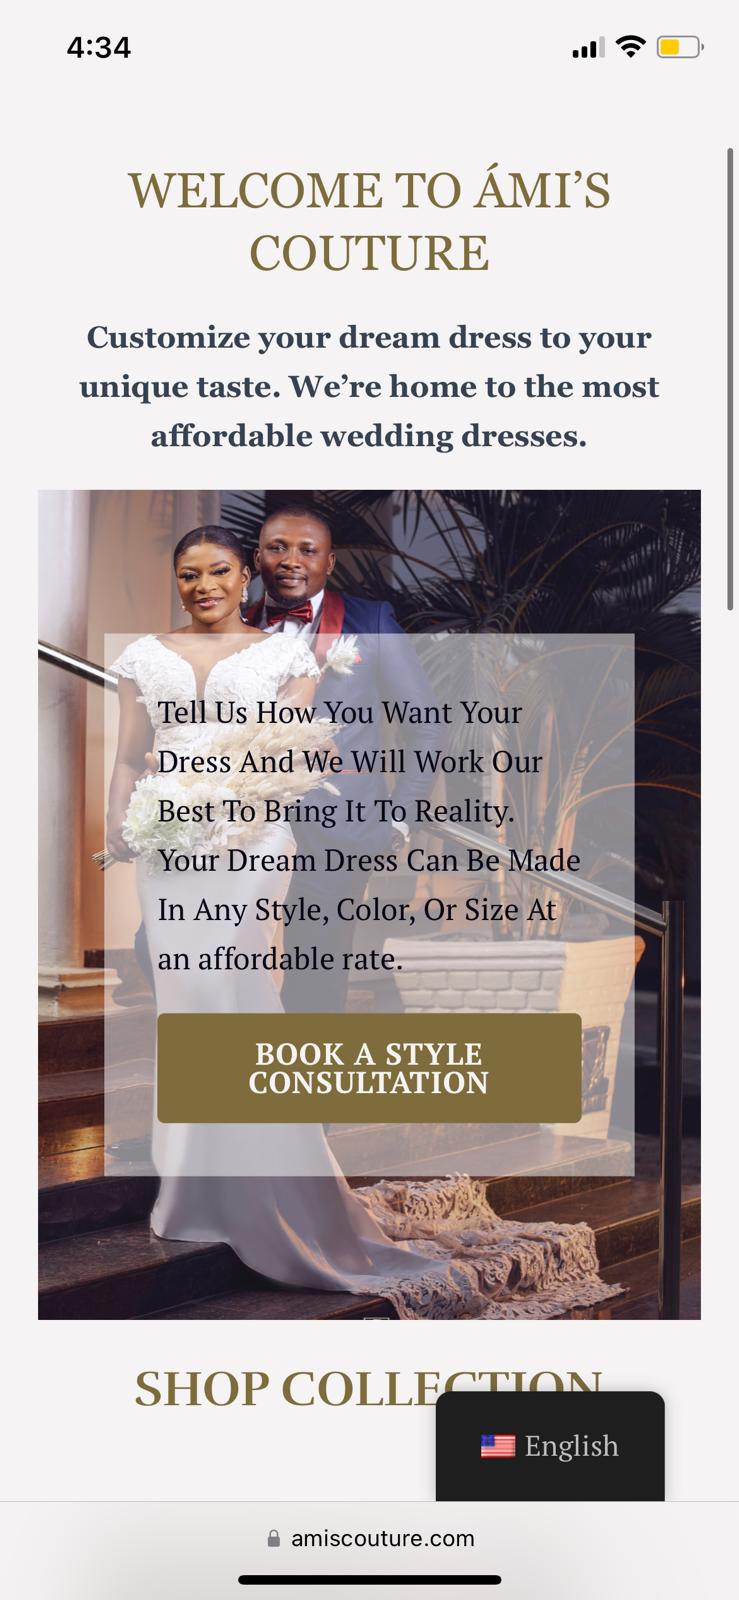 4:34
WELCOME TO ÁMI’S
COUTURE
Customize your dream dress to your
unique taste. We’re home to the most
affordable wedding dresses.
Tell Us How You Want Your
Dress And We Will Work Our
Best To Bring It To Reality.
Your Dream Dress Can Be Made
In Any Style, Color, Or Size At
an affordable rate.
BOOK A STYLE
CONSULTATION
SHOP COLLECTION
English
amiscouture.com